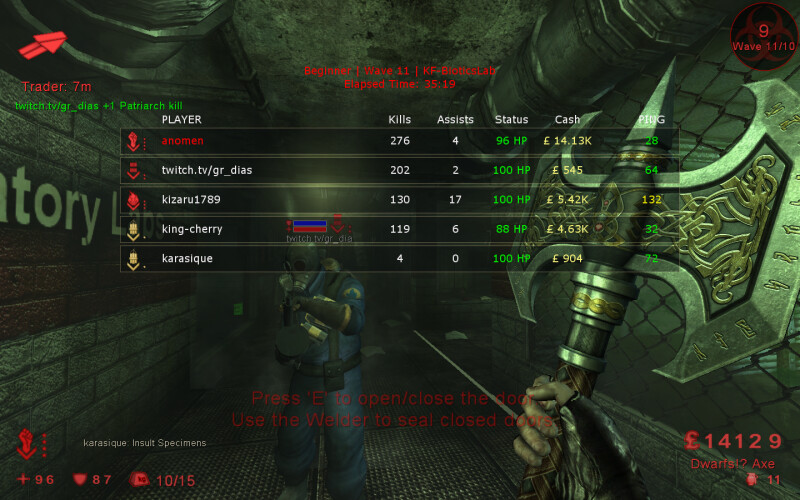 9
Wave 11/10
Beginner | Wave 11 | KF-BioticsLab
Elapsed Time: 35:19
Trader: 7m
twitch.tv/gr_dias +1 Patriarch kill
PLAYER Kills Assists Status Cash PING
anomen 276 4 96 HP £ 14.13K 28
twitch.tv/gr_dias 202 2 100 HP £ 545 64
kizaru1789 130 17 100 HP £ 5.42K 132
king-cherry 119 6 88 HP £ 4.63K 32
twitch.tv/gr_dia
karasique 4 0 100 HP £ 904 72
atory Labs
Press 'E' to open/close the door
Use the Welder to seal closed doors
karasique: Insult Specimens
£14129
Dwarfs!? Axe
96 87 10/15 11